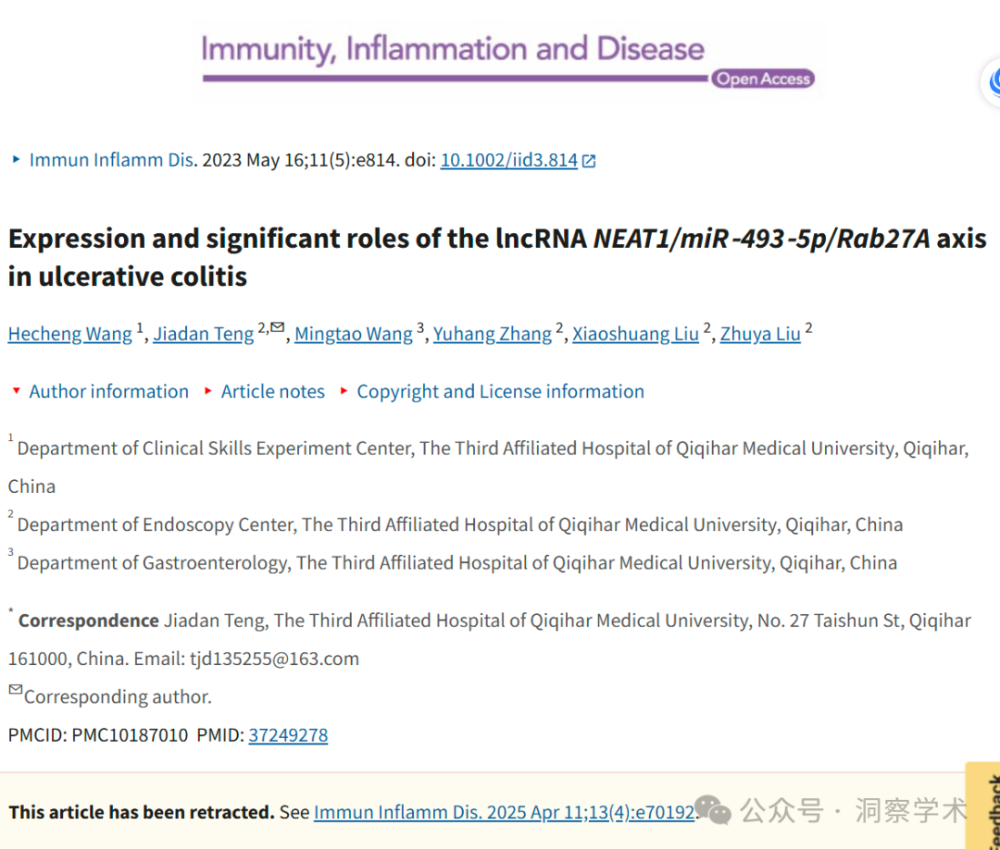 Immunity, Inflammation and Disease
Open Access
Immun Inflamm Dis. 2023 May 16;11(5):e814. doi: 10.1002/iid3.814
Expression and significant roles of the lncRNA NEAT1/miR-493-5p/Rab27A axis
in ulcerative colitis
Hecheng Wang 1, Jiadan Teng 2,✉, Mingtao Wang 3, Yuhang Zhang 2, Xiaoshuang Liu 2, Zhuya Liu 2
Author information Article notes Copyright and License information
1 Department of Clinical Skills Experiment Center, The Third Affiliated Hospital of Qiqihar Medical University, Qiqihar,
China
2 Department of Endoscopy Center, The Third Affiliated Hospital of Qiqihar Medical University, Qiqihar, China
3 Department of Gastroenterology, The Third Affiliated Hospital of Qiqihar Medical University, Qiqihar, China
* Correspondence Jiadan Teng, The Third Affiliated Hospital of Qiqihar Medical University, No. 27 Taishun St, Qiqihar
161000, China. Email: tjd135255@163.com
✉Corresponding author.
PMCID: PMC10187010 PMID: 37249278
This article has been retracted. See Immun Inflamm Dis. 2025 Apr 11;13(4):e70192.
公众号 · 洞察学术
Feedback